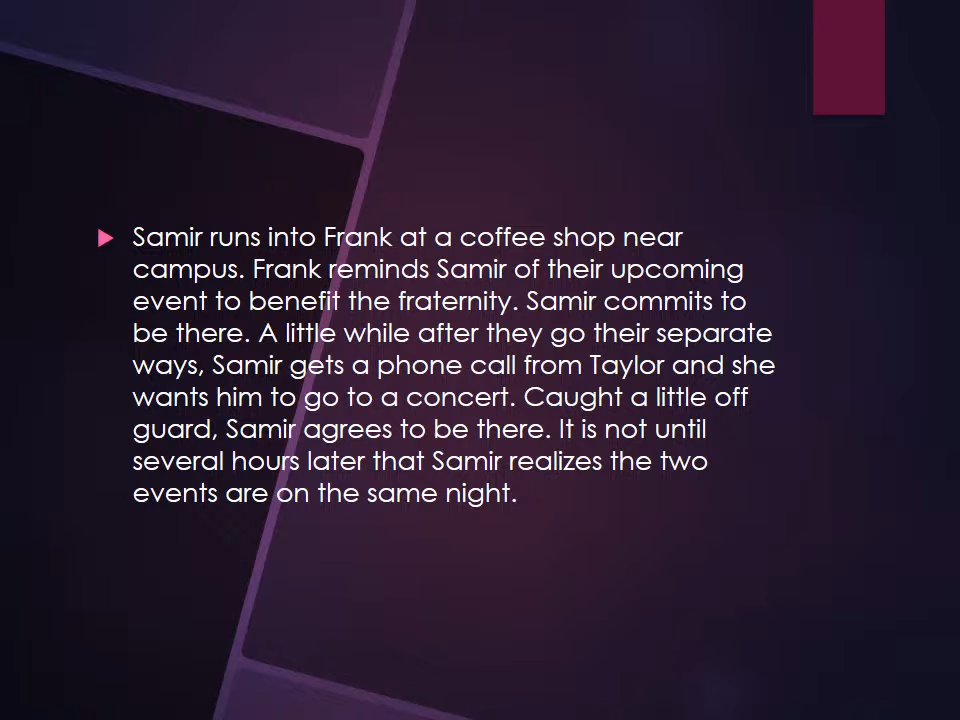 Samir runs into Frank at a coffee shop near
campus. Frank reminds Samir of their upcoming
event to benefit the fraternity. Samir commits to
be there. A little while after they go their separate
ways, Samir gets a phone call from Taylor and she
wants him to go to a concert. Caught a little off
guard, Samir agrees to be there. It is not until
several hours later that Samir realizes the two
events are on the same night.